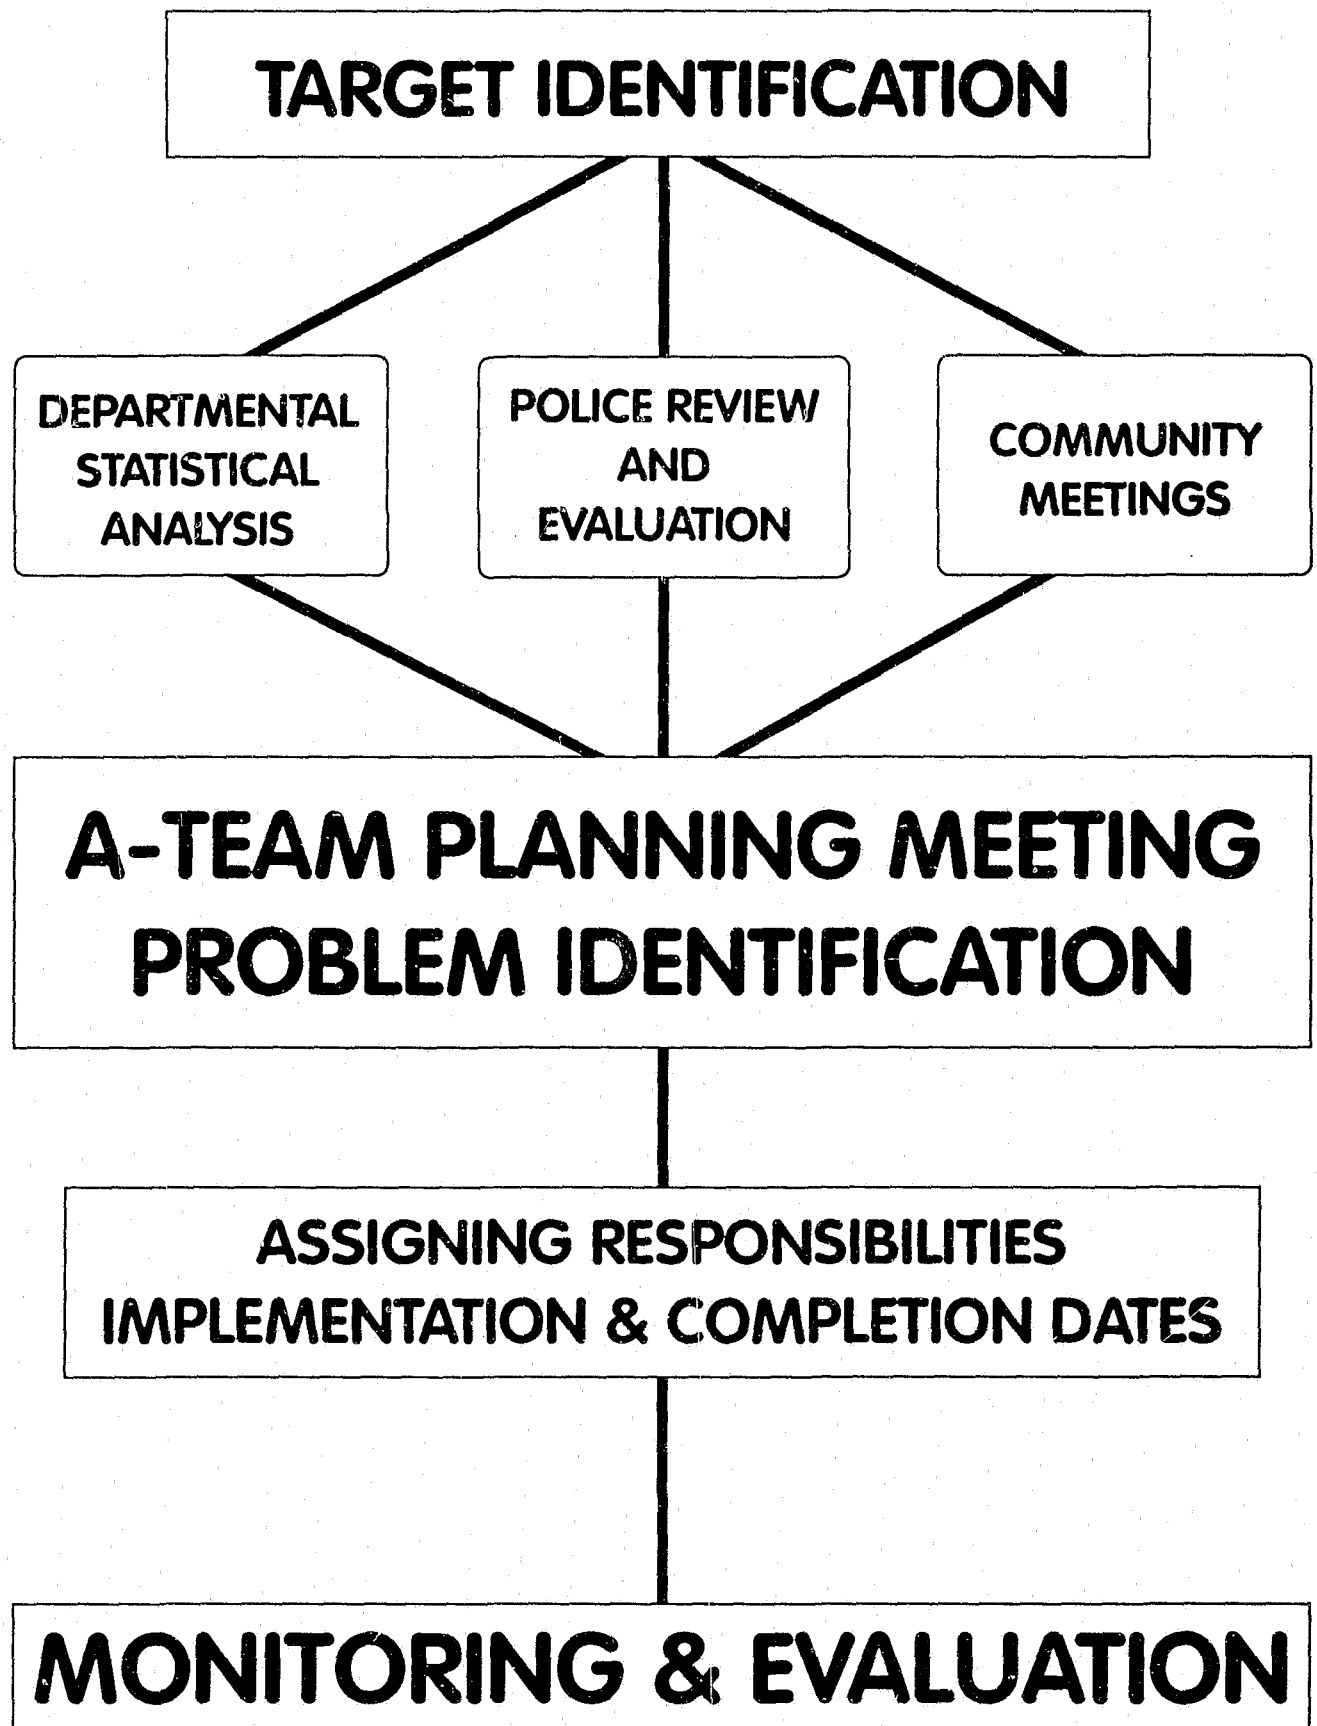 TARGET IDENTIFICATION
DEPARTMENTAL
STATISTICAL
ANALYSIS
POLICE REVIEW
AND
EVALUATION
COMMUNITY
MEETINGS
A-TEAM PLANNING MEETING
PROBLEM IDENTIFICATION
ASSIGNING RESPONSIBILITIES
IMPLEMENTATION & COMPLETION DATES
MONITORING & EVALUATION